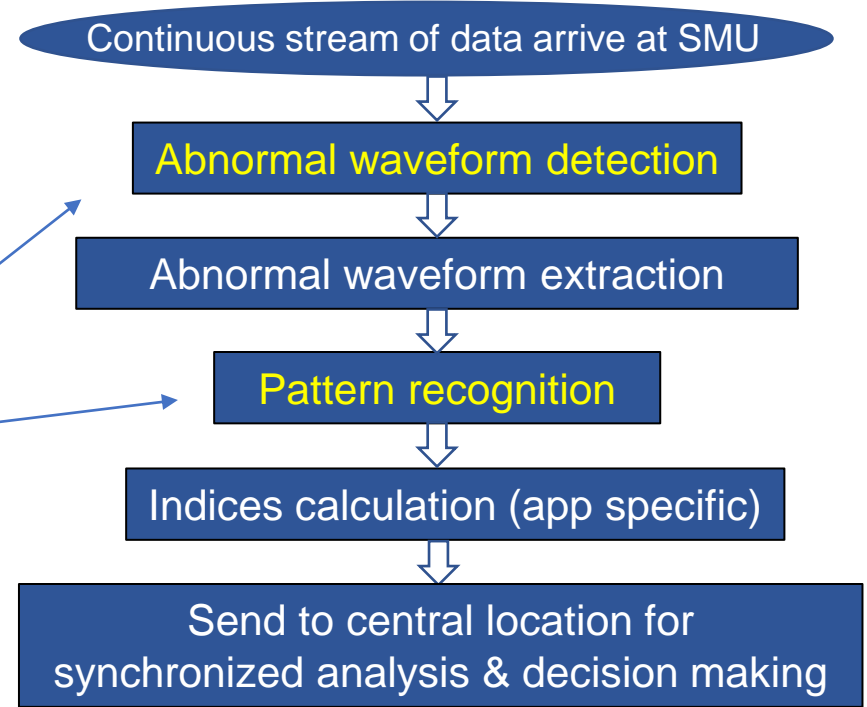 Continuous stream of data arrive at SMU
Abnormal waveform detection
Abnormal waveform extraction
Pattern recognition
Indices calculation (app specific)
Send to central location for
synchronized analysis & decision making